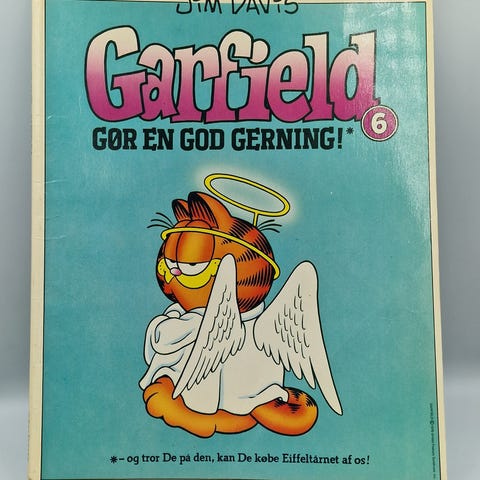 JIM DAVIS
Garfield
6
GØR EN GOD GERNING!*
*– og tror De på den, kan De købe Eiffeltårnet af os!